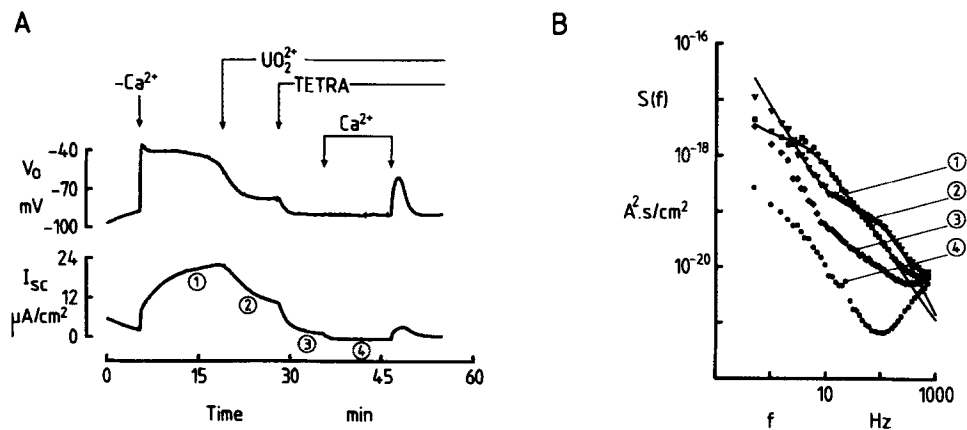 A
UO₂²⁺
-Ca²⁺
TETRA
Ca²⁺
-40
V₀
-70
mV
-100
24
I_SC
12
µA/cm²
0
① ② ③ ④
0 15 30 45 60
Time min
B
10⁻¹⁶
S(f)
10⁻¹⁸
A².s/cm²
10⁻²⁰
①
②
③
④
10 1000
f Hz